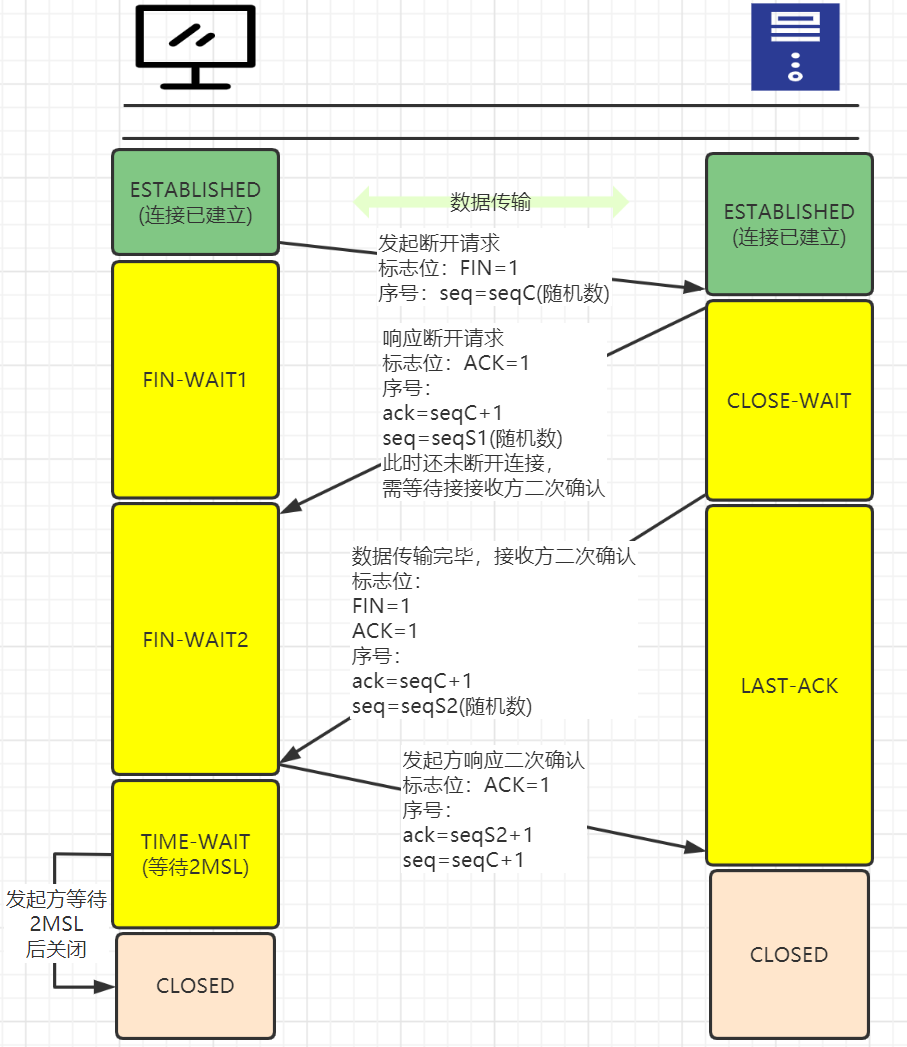 ESTABLISHED
(连接已建立)
数据传输
ESTABLISHED
(连接已建立)
发起断开请求
标志位：FIN=1
序号：seq=seqC(随机数)
FIN-WAIT1
响应断开请求
标志位：ACK=1
序号：
ack=seqC+1
seq=seqS1(随机数)
此时还未断开连接，
需等待接接收方二次确认
CLOSE-WAIT
FIN-WAIT2
数据传输完毕，接收方二次确认
标志位：
FIN=1
ACK=1
序号：
ack=seqC+1
seq=seqS2(随机数)
LAST-ACK
发起方响应二次确认
标志位：ACK=1
序号：
ack=seqS2+1
seq=seqC+1
TIME-WAIT
(等待2MSL)
发起方等待
2MSL
后关闭
CLOSED
CLOSED